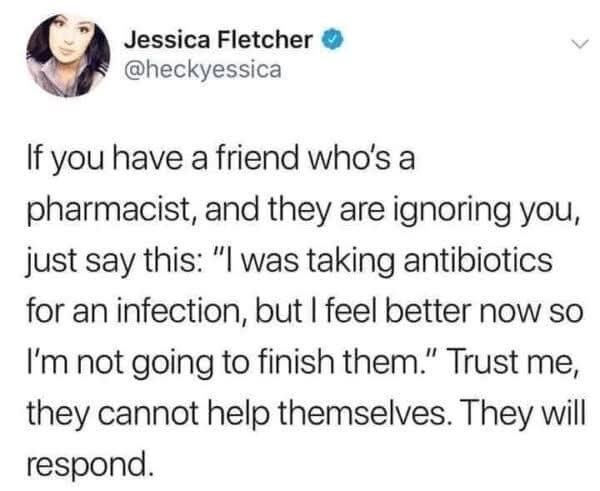 Jessica Fletcher
@heckyessica
If you have a friend who's a
pharmacist, and they are ignoring you,
just say this: "I was taking antibiotics
for an infection, but I feel better now so
I'm not going to finish them." Trust me,
they cannot help themselves. They will
respond.